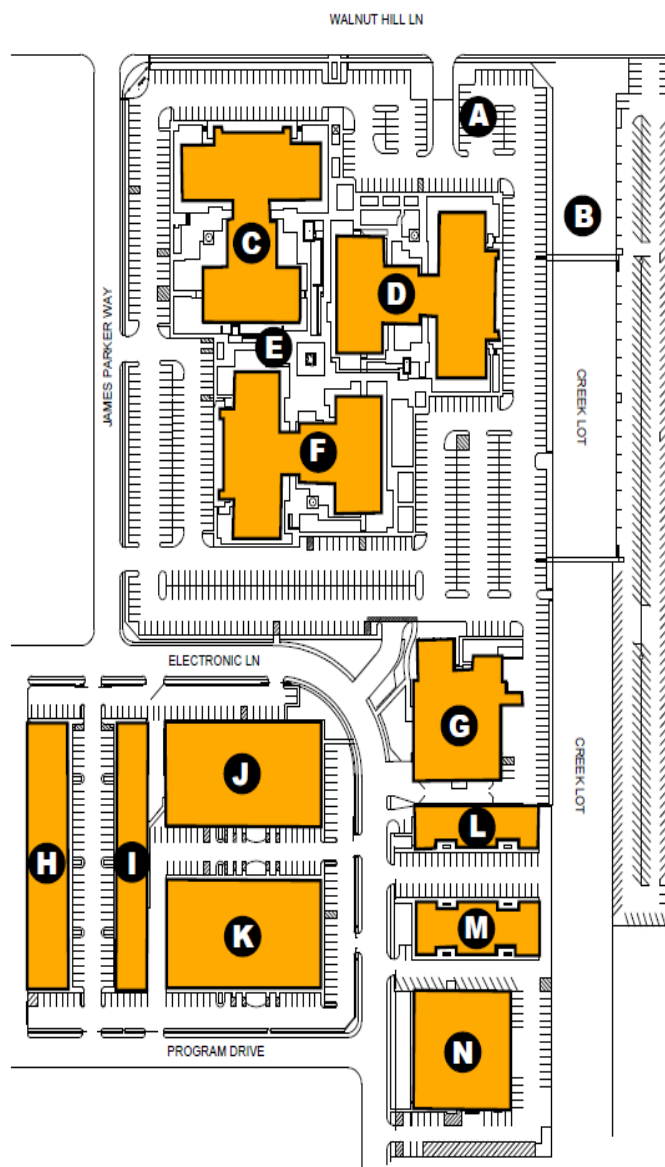 WALNUT HILL LN
A
B
C
D
JAMES PARKER WAY
E
CREEK LOT
F
ELECTRONIC LN
G
J
CREEK LOT
L
H
I
K
M
PROGRAM DRIVE
N